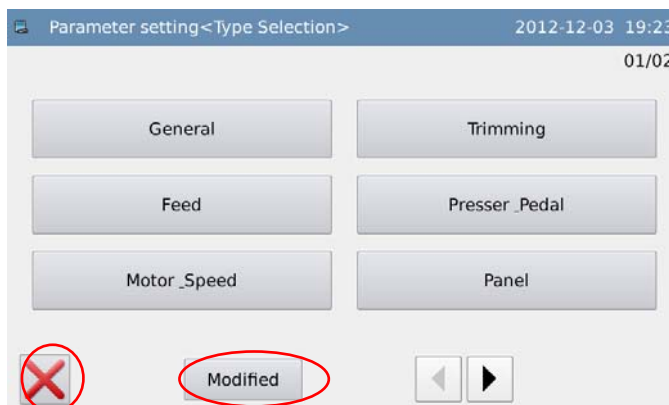 Parameter setting<Type Selection> 2012-12-03 19:23
01/02
General Trimming
Feed Presser_Pedal
Motor_Speed Panel
Modified